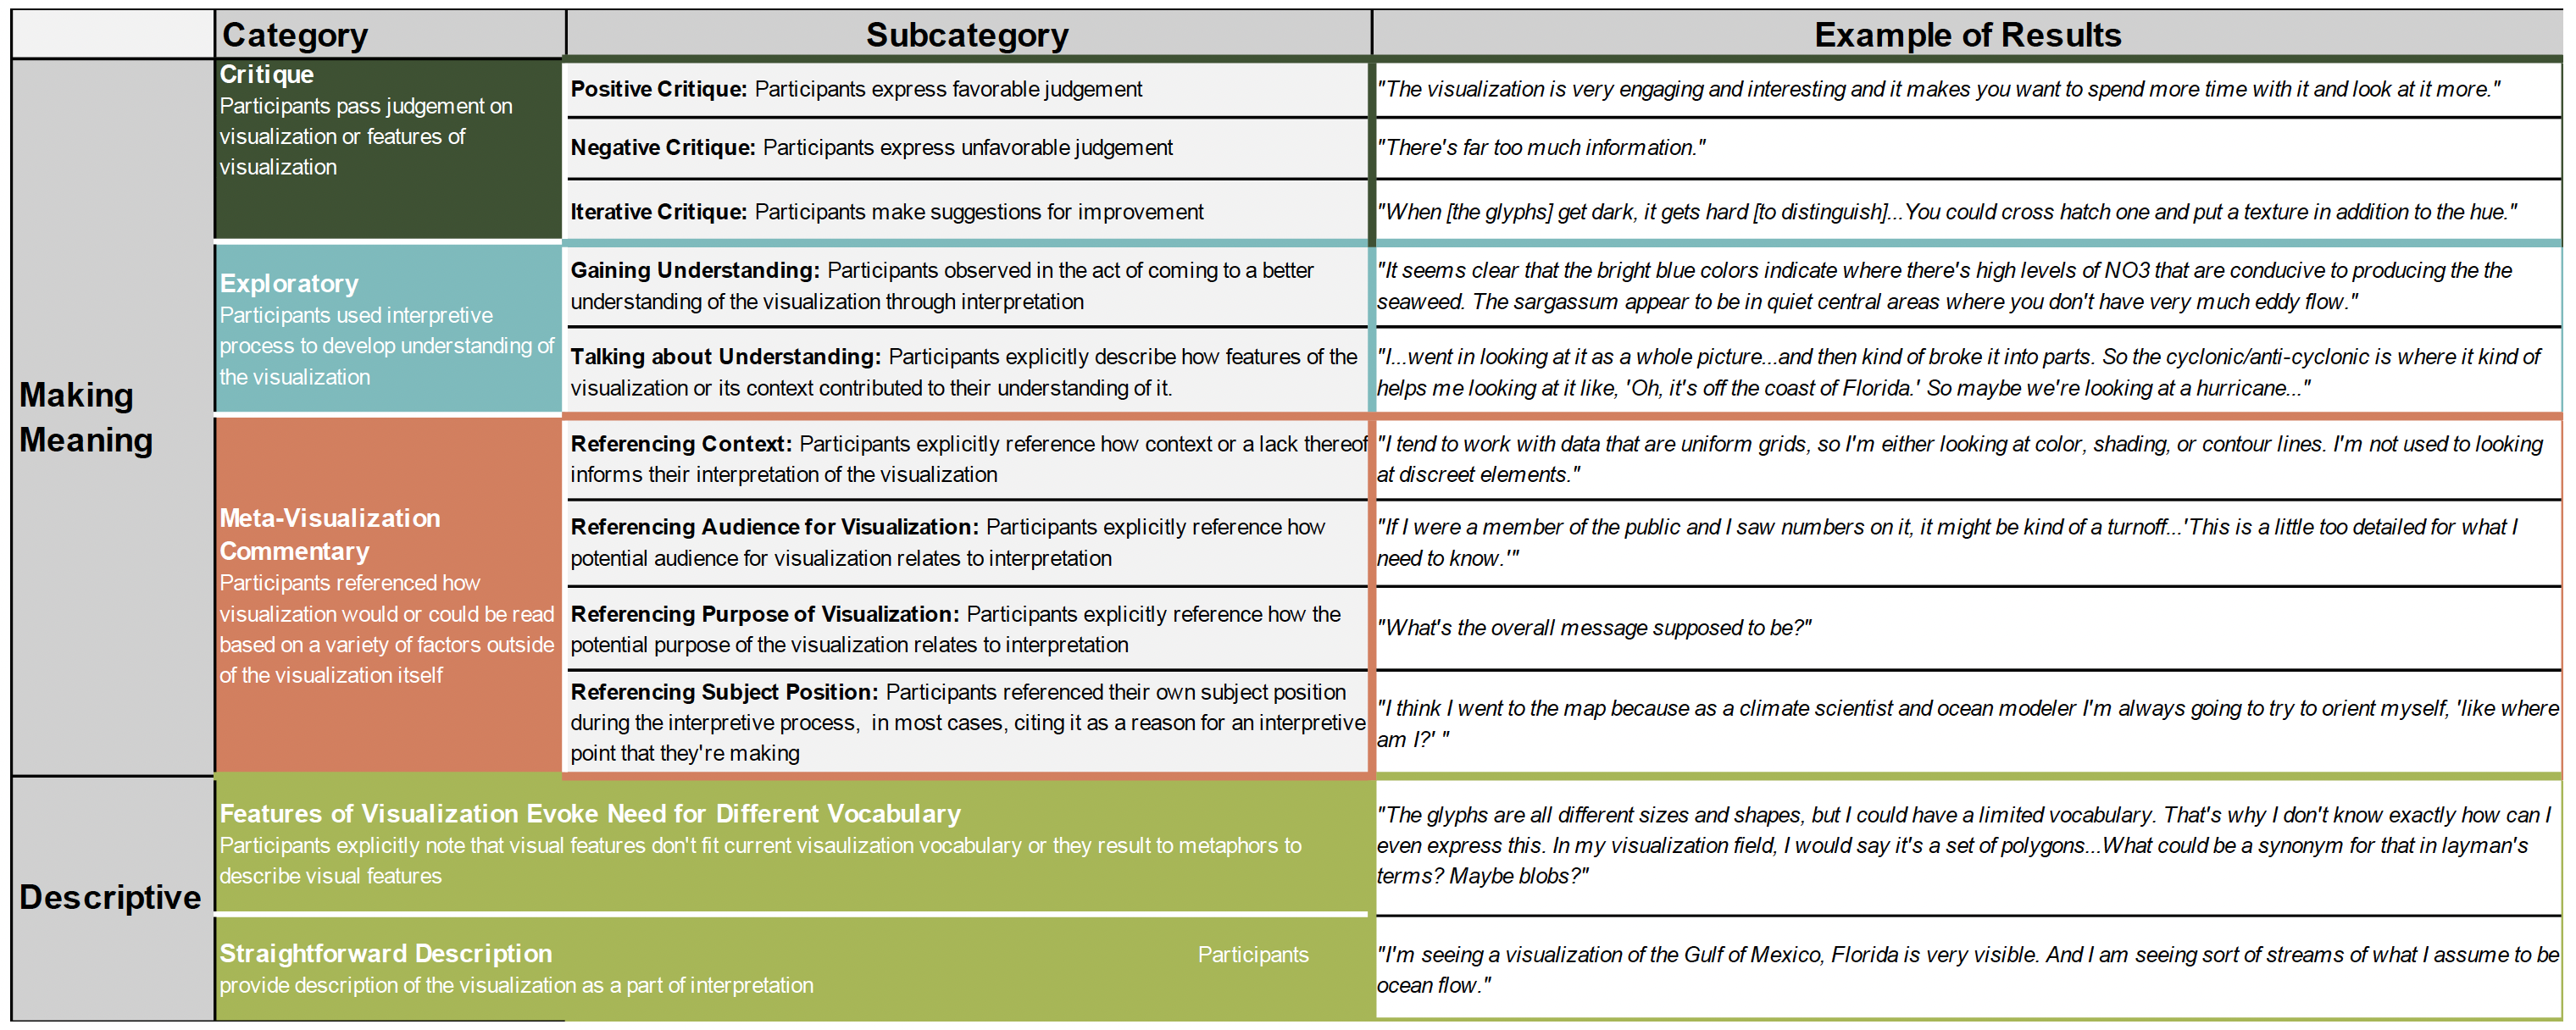 Category
Subcategory
Example of Results
Making
Meaning
Critique
Participants pass judgement on
visualization or features of
visualization
Positive Critique: Participants express favorable judgement
"The visualization is very engaging and interesting and it makes you want to spend more time with it and look at it more."
Negative Critique: Participants express unfavorable judgement
"There's far too much information."
Iterative Critique: Participants make suggestions for improvement
"When [the glyphs] get dark, it gets hard [to distinguish]...You could cross hatch one and put a texture in addition to the hue."
Exploratory
Participants used interpretive
process to develop understanding of
the visualization
Gaining Understanding: Participants observed in the act of coming to a better
understanding of the visualization through interpretation
"It seems clear that the bright blue colors indicate where there's high levels of NO3 that are conducive to producing the the
seaweed. The sargassum appear to be in quiet central areas where you don't have very much eddy flow."
Talking about Understanding: Participants explicitly describe how features of the
visualization or its context contributed to their understanding of it.
"I...went in looking at it as a whole picture...and then kind of broke it into parts. So the cyclonic/anti-cyclonic is where it kind of
helps me looking at it like, 'Oh, it's off the coast of Florida.' So maybe we're looking at a hurricane..."
Meta-Visualization
Commentary
Participants referenced how
visualization would or could be read
based on a variety of factors outside
of the visualization itself
Referencing Context: Participants explicitly reference how context or a lack thereof
informs their interpretation of the visualization
"I tend to work with data that are uniform grids, so I'm either looking at color, shading, or contour lines. I'm not used to looking
at discreet elements."
Referencing Audience for Visualization: Participants explicitly reference how
potential audience for visualization relates to interpretation
"If I were a member of the public and I saw numbers on it, it might be kind of a turnoff...'This is a little too detailed for what I
need to know.'"
Referencing Purpose of Visualization: Participants explicitly reference how the
potential purpose of the visualization relates to interpretation
"What's the overall message supposed to be?"
Referencing Subject Position: Participants referenced their own subject position
during the interpretive process, in most cases, citing it as a reason for an interpretive
point that they're making
"I think I went to the map because as a climate scientist and ocean modeler I'm always going to try to orient myself, 'like where
am I?' "
Descriptive
Features of Visualization Evoke Need for Different Vocabulary
Participants explicitly note that visual features don't fit current visaulization vocabulary or they result to metaphors to
describe visual features
"The glyphs are all different sizes and shapes, but I could have a limited vocabulary. That's why I don't know exactly how can I
even express this. In my visualization field, I would say it's a set of polygons...What could be a synonym for that in layman's
terms? Maybe blobs?"
Straightforward Description Participants
provide description of the visualization as a part of interpretation
"I'm seeing a visualization of the Gulf of Mexico, Florida is very visible. And I am seeing sort of streams of what I assume to be
ocean flow."